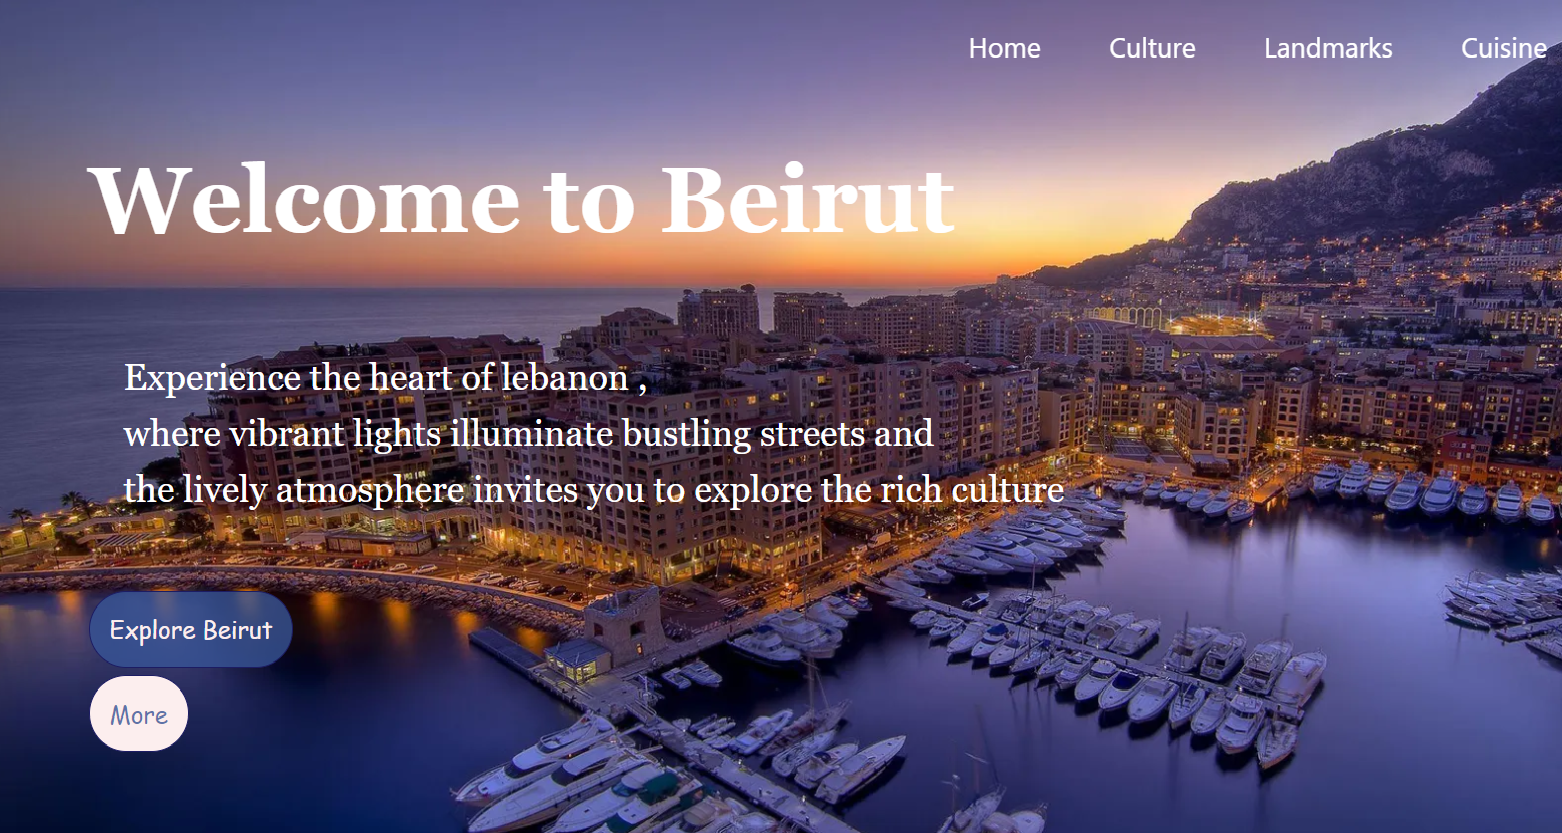 Home Culture Landmarks Cuisine
Welcome to Beirut
Experience the heart of lebanon ,
where vibrant lights illuminate bustling streets and
the lively atmosphere invites you to explore the rich culture
Explore Beirut
More